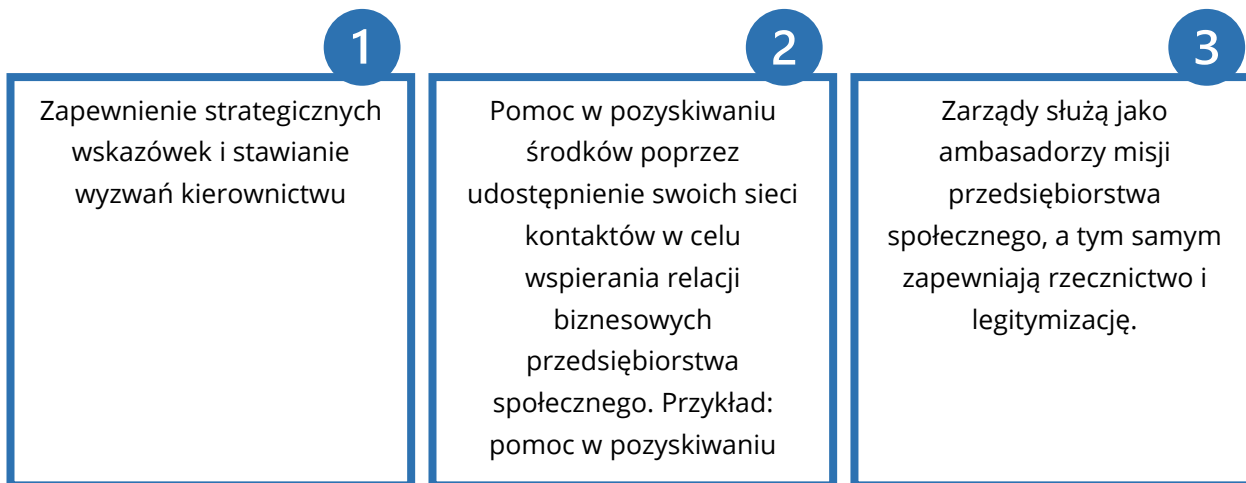 1
Zapewnienie strategicznych
wskazówek i stawianie
wyzwań kierownictwu
2
Pomoc w pozyskiwaniu
środków poprzez
udostępnienie swoich sieci
kontaktów w celu
wspierania relacji
biznesowych
przedsiębiorstwa
społecznego. Przykład:
pomoc w pozyskiwaniu
3
Zarządy służą jako
ambasadorzy misji
przedsiębiorstwa
społecznego, a tym samym
zapewniają rzecznictwo i
legitymizację.